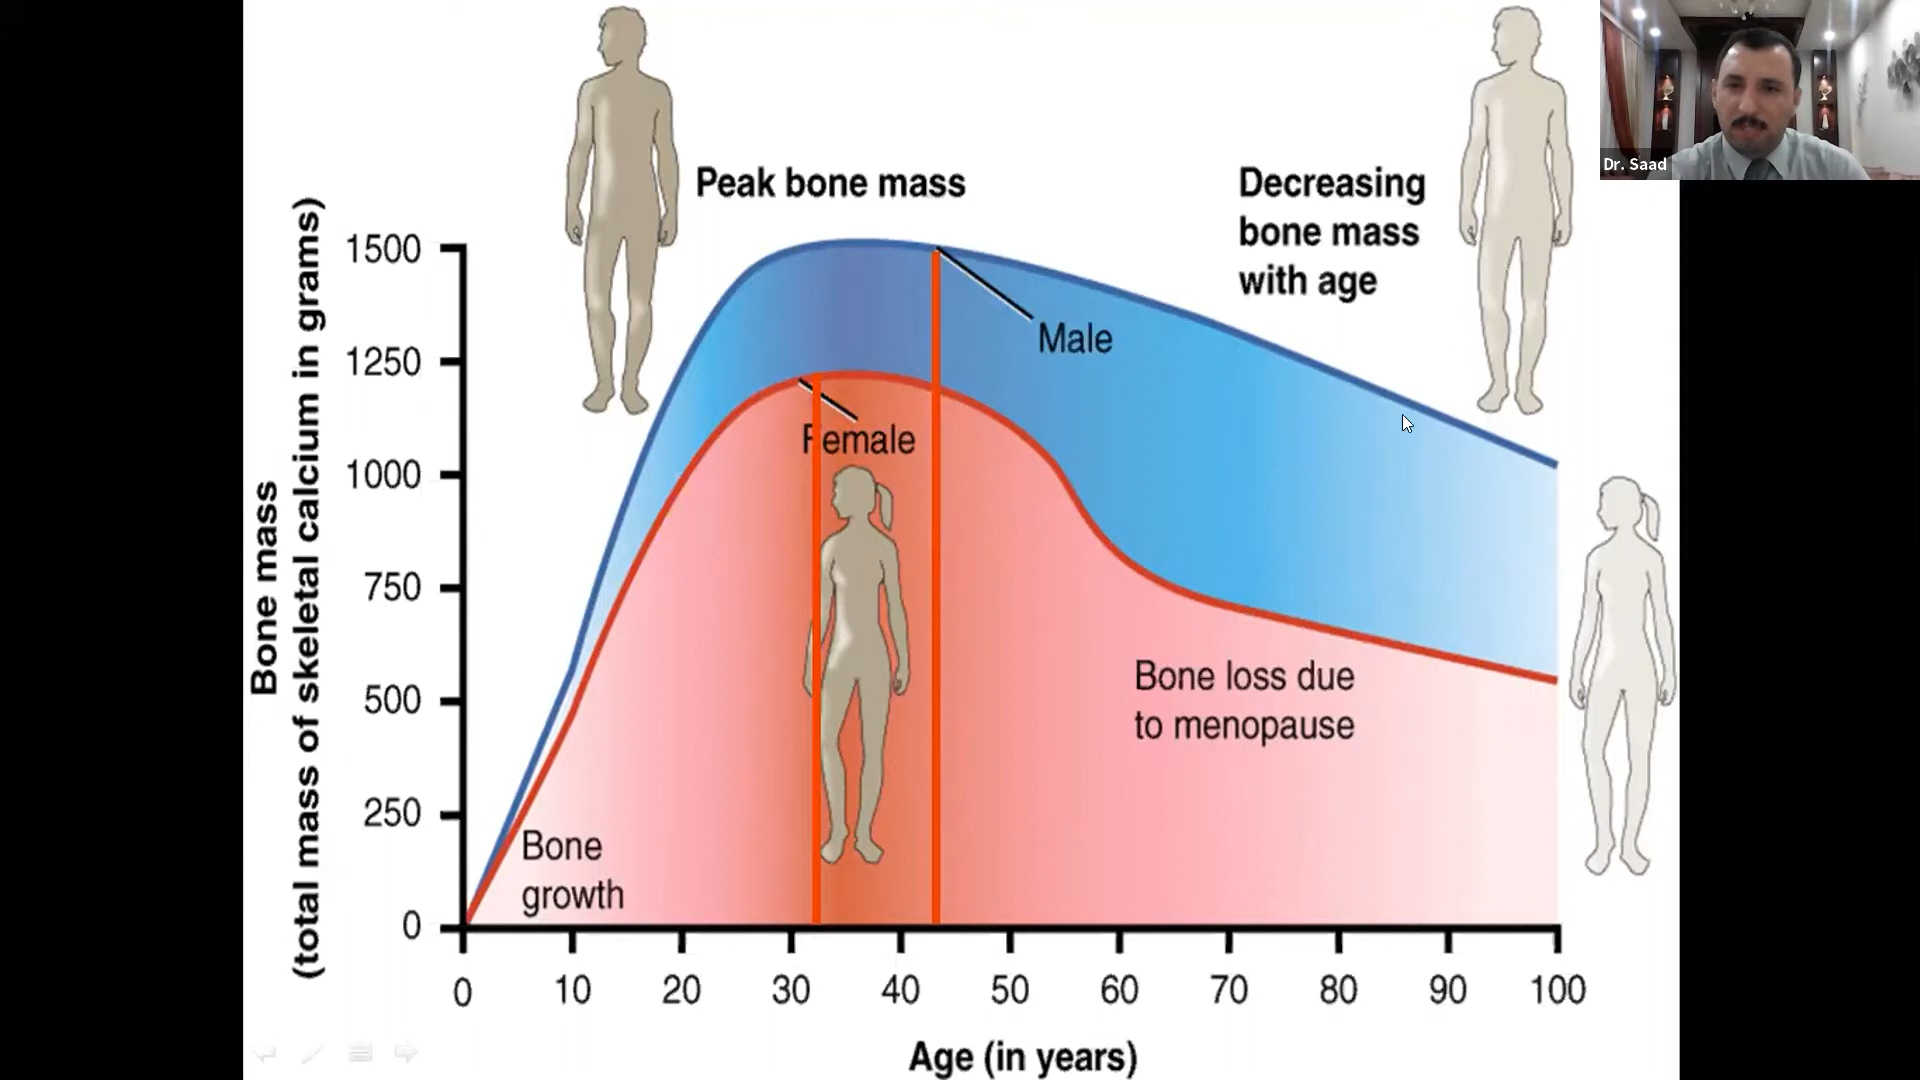 Dr. Saad
Peak bone mass
Decreasing
bone mass
with age
Bone mass
(total mass of skeletal calcium in grams)
1500
1250
1000
750
500
250
0
Male
Female
Bone loss due
to menopause
Bone
growth
0 10 20 30 40 50 60 70 80 90 100
Age (in years)